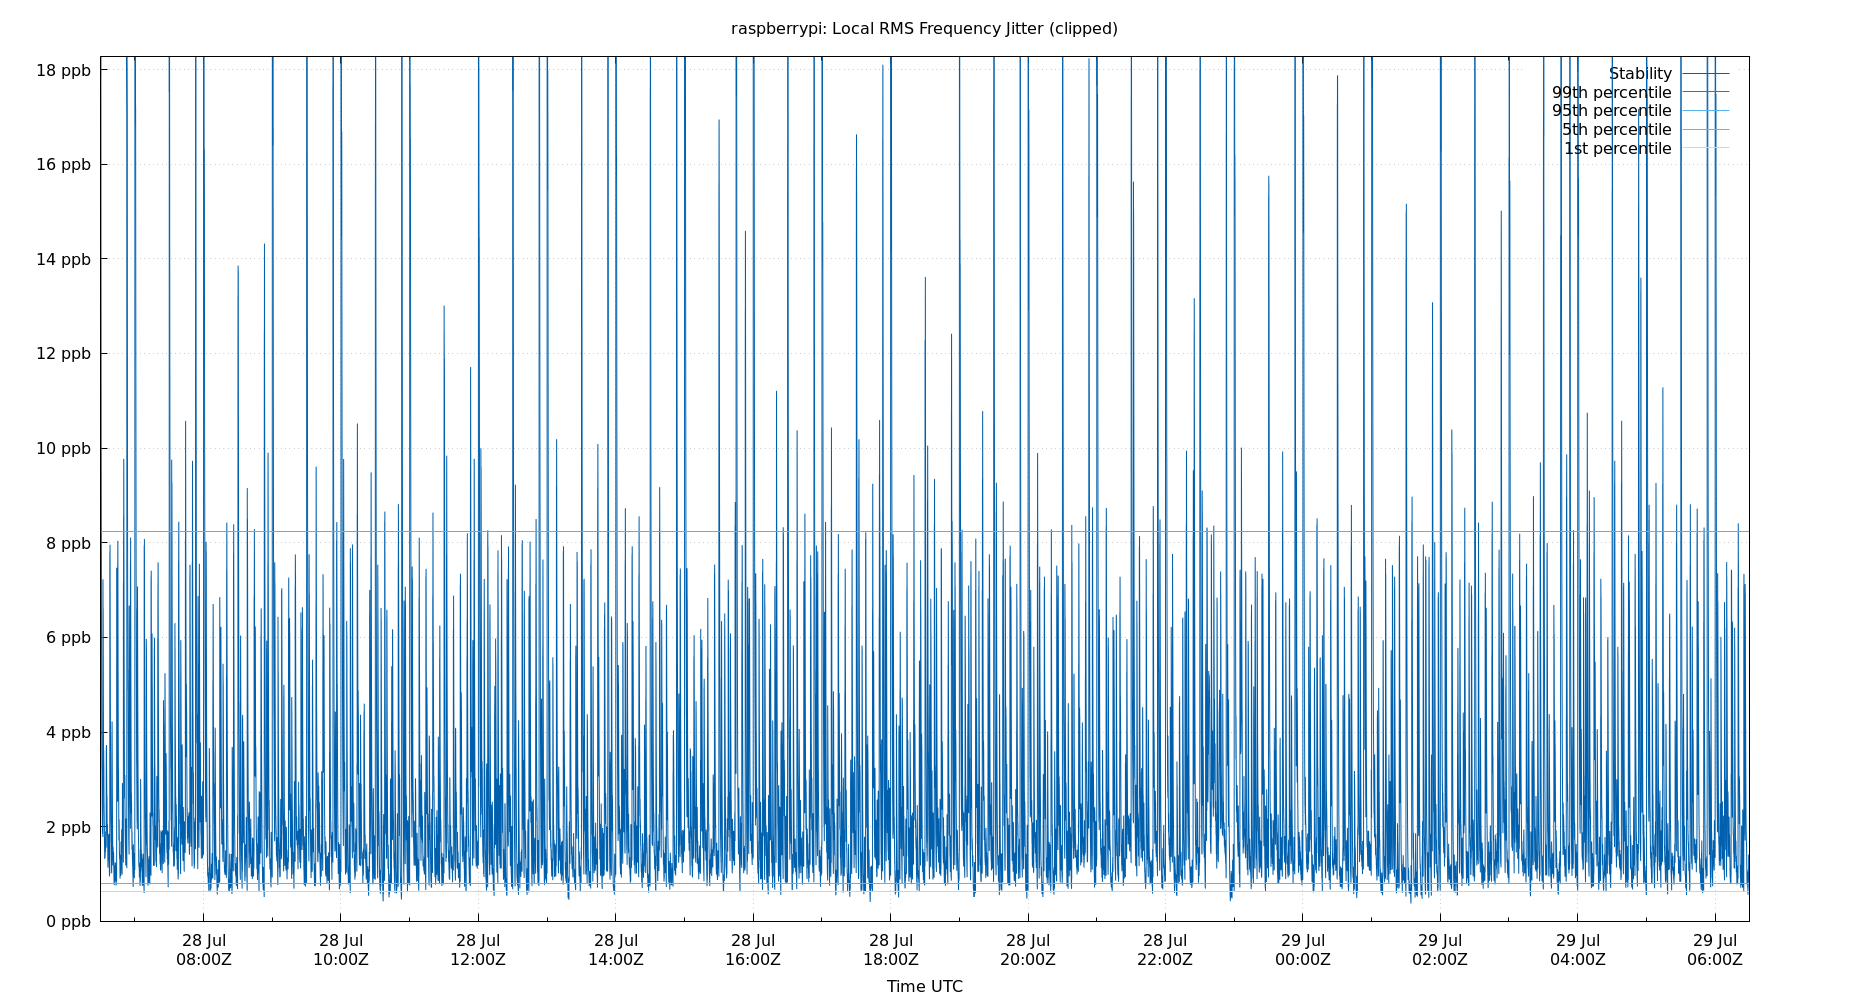 raspberrypi: Local RMS Frequency Jitter (clipped)
18 ppb
16 ppb
14 ppb
12 ppb
10 ppb
8 ppb
6 ppb
4 ppb
2 ppb
0 ppb
Stability
99th percentile
95th percentile
5th percentile
1st percentile
28 Jul 28 Jul 28 Jul 28 Jul 28 Jul 28 Jul 28 Jul 28 Jul 29 Jul 29 Jul 29 Jul 29 Jul
08:00Z 10:00Z 12:00Z 14:00Z 16:00Z 18:00Z 20:00Z 22:00Z 00:00Z 02:00Z 04:00Z 06:00Z
Time UTC